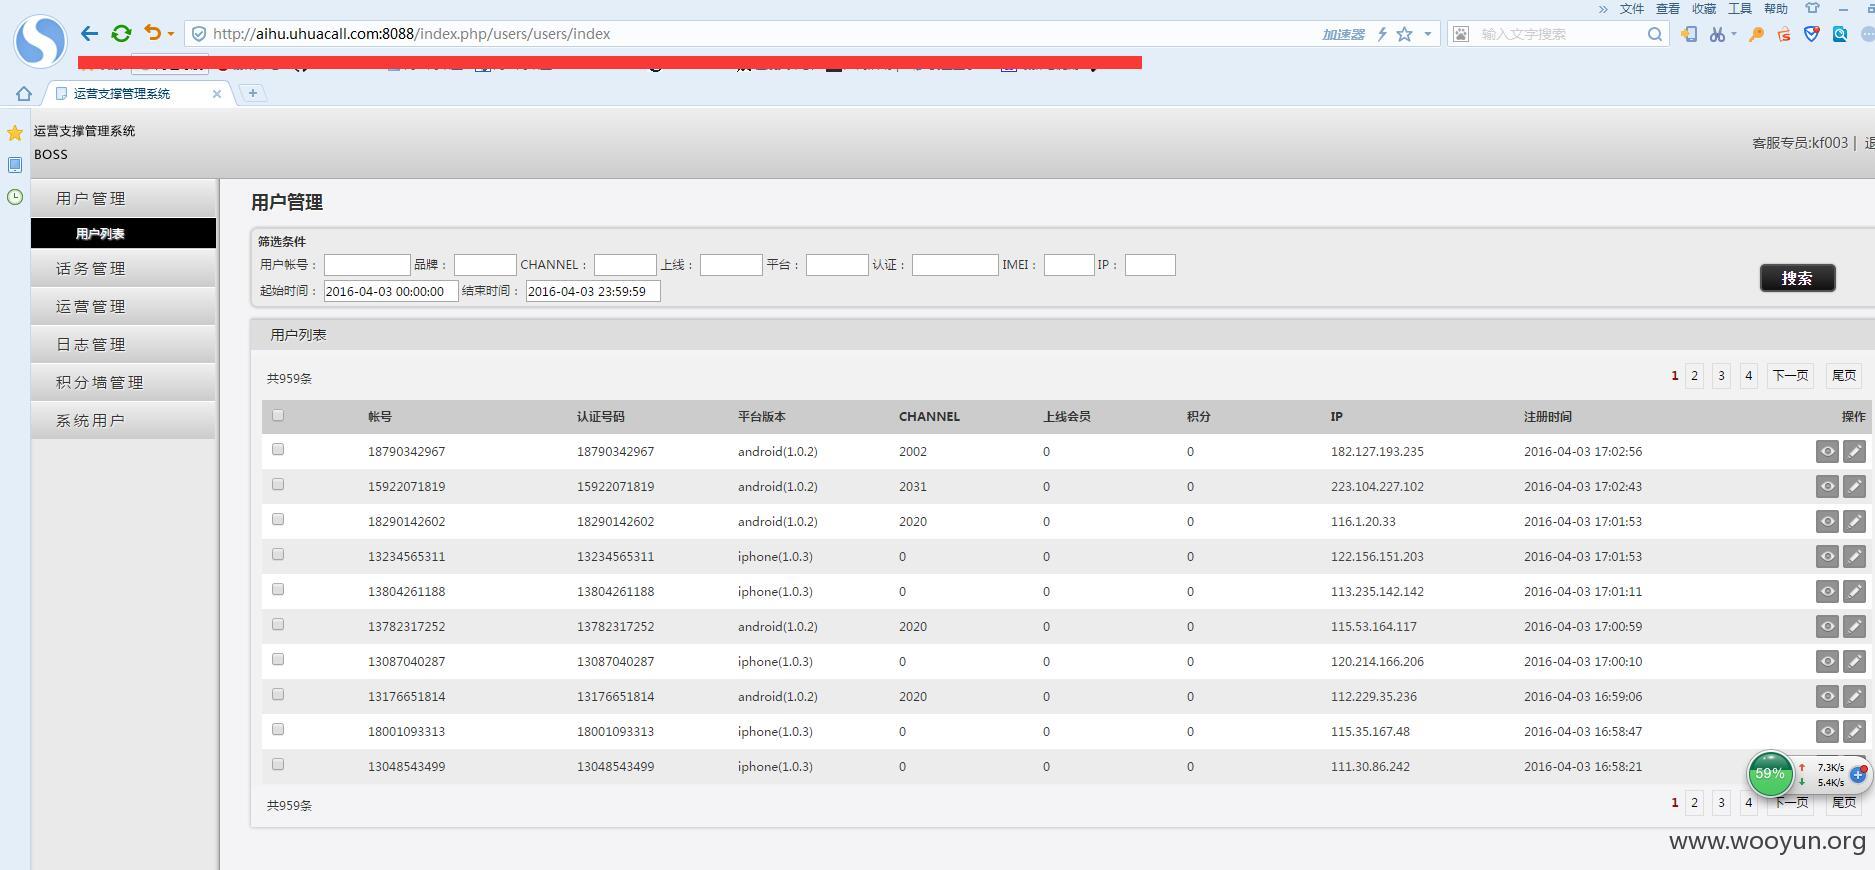 » 文件 查看 收藏 工具 帮助
http://aihu.uhuacall.com:8088/index.php/users/users/index 加速器 输入文字搜索
运营支撑管理系统
运营支撑管理系统
BOSS
客服专员:kf003 |
用户管理
用户列表
话务管理
运营管理
日志管理
积分墙管理
系统用户
用户管理
筛选条件
用户帐号： 品牌： CHANNEL： 上线： 平台： 认证： IMEI： IP：
起始时间： 2016-04-03 00:00:00 结束时间： 2016-04-03 23:59:59
搜索
用户列表
共959条 1 2 3 4 下一页 尾页
帐号 认证号码 平台版本 CHANNEL 上线会员 积分 IP 注册时间 操作
18790342967 18790342967 android(1.0.2) 2002 0 0 182.127.193.235 2016-04-03 17:02:56
15922071819 15922071819 android(1.0.2) 2031 0 0 223.104.227.102 2016-04-03 17:02:43
18290142602 18290142602 android(1.0.2) 2020 0 0 116.1.20.33 2016-04-03 17:01:53
13234565311 13234565311 iphone(1.0.3) 0 0 0 122.156.151.203 2016-04-03 17:01:53
13804261188 13804261188 iphone(1.0.3) 0 0 0 113.235.142.142 2016-04-03 17:01:11
13782317252 13782317252 android(1.0.2) 2020 0 0 115.53.164.117 2016-04-03 17:00:59
13087040287 13087040287 iphone(1.0.3) 0 0 0 120.214.166.206 2016-04-03 17:00:10
13176651814 13176651814 android(1.0.2) 2020 0 0 112.229.35.236 2016-04-03 16:59:06
18001093313 18001093313 iphone(1.0.3) 0 0 0 115.35.167.48 2016-04-03 16:58:47
13048543499 13048543499 iphone(1.0.3) 0 0 0 111.30.86.242 2016-04-03 16:58:21
59% 7.3K/s
5.4K/s
共959条 1 2 3 4 下一页 尾页
www.wooyun.org